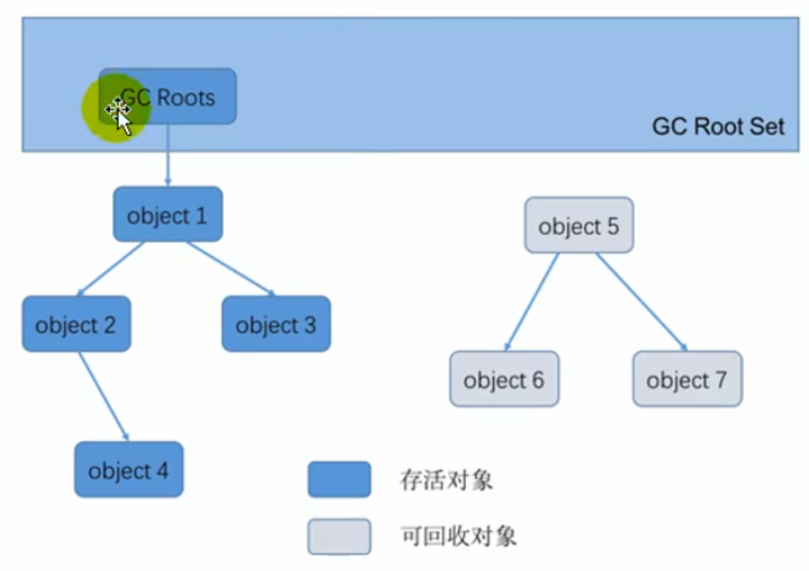 GC Roots
GC Root Set
object 1
object 5
object 2
object 3
object 6
object 7
object 4
存活对象
可回收对象